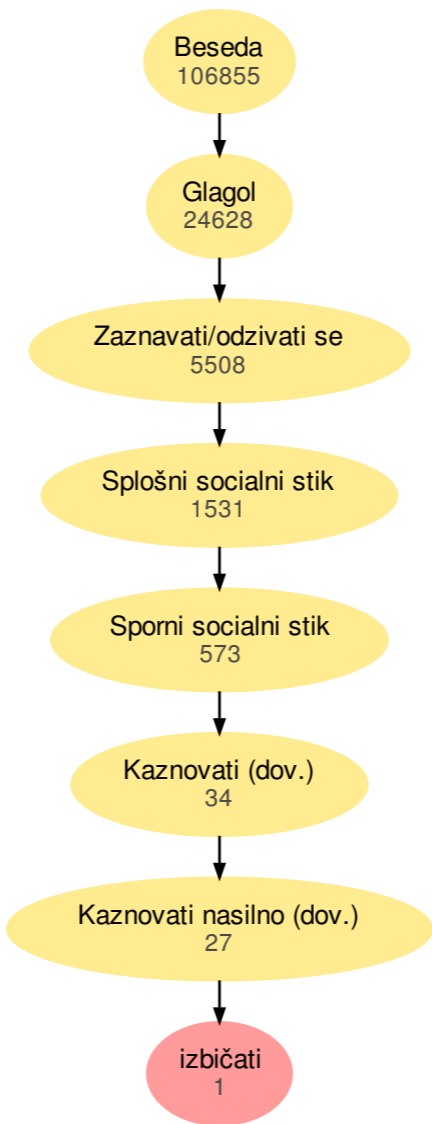 Beseda
106855
Glagol
24628
Zaznavati/odzivati se
5508
Splošni socialni stik
1531
Sporni socialni stik
573
Kaznovati (dov.)
34
Kaznovati nasilno (dov.)
27
izbičati
1